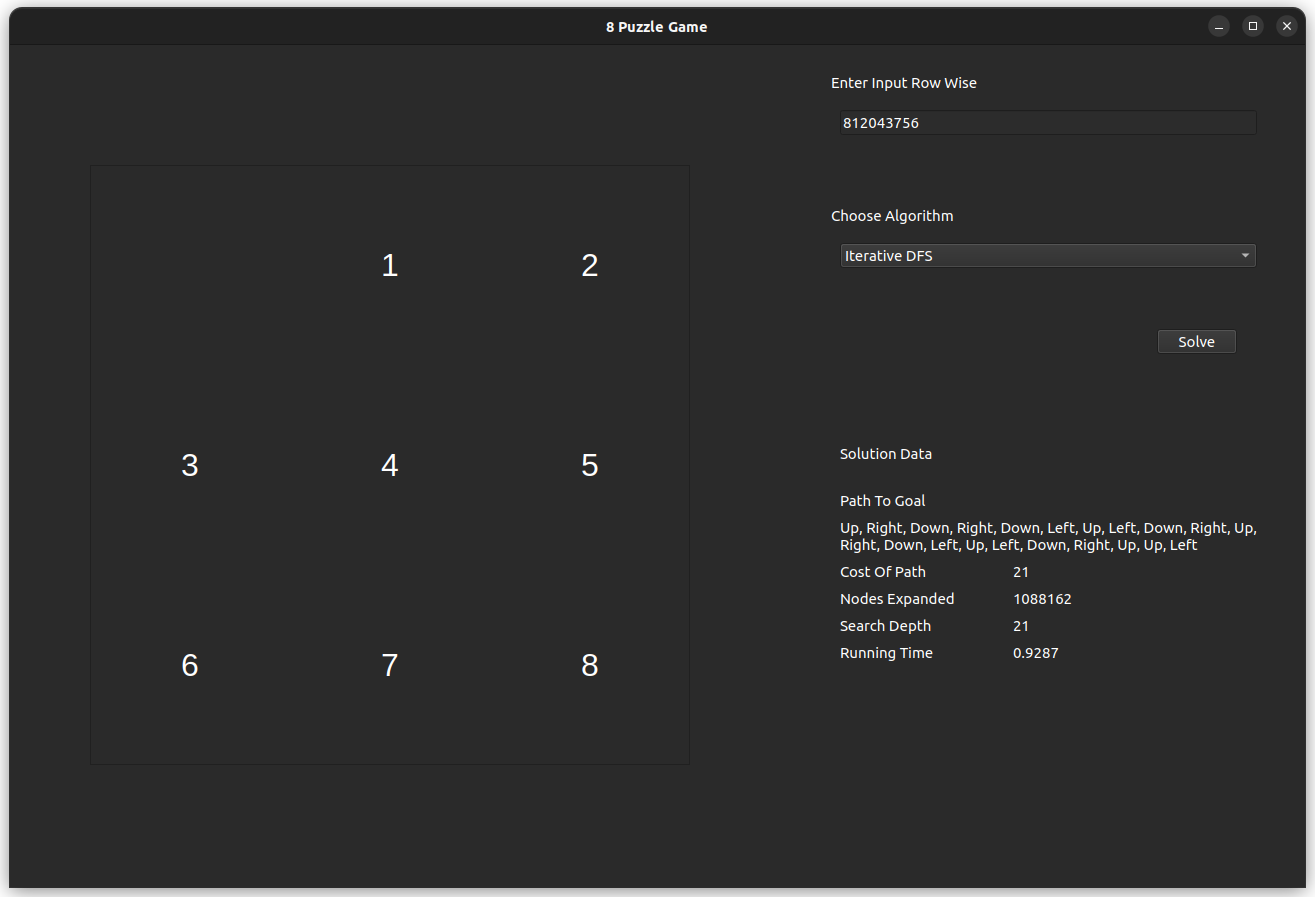 8 Puzzle Game
Enter Input Row Wise
812043756
Choose Algorithm
Iterative DFS
Solve
1 2
3 4 5
6 7 8
Solution Data
Path To Goal
Up, Right, Down, Right, Down, Left, Up, Left, Down, Right, Up,
Right, Down, Left, Up, Left, Down, Right, Up, Up, Left
Cost Of Path 21
Nodes Expanded 1088162
Search Depth 21
Running Time 0.9287